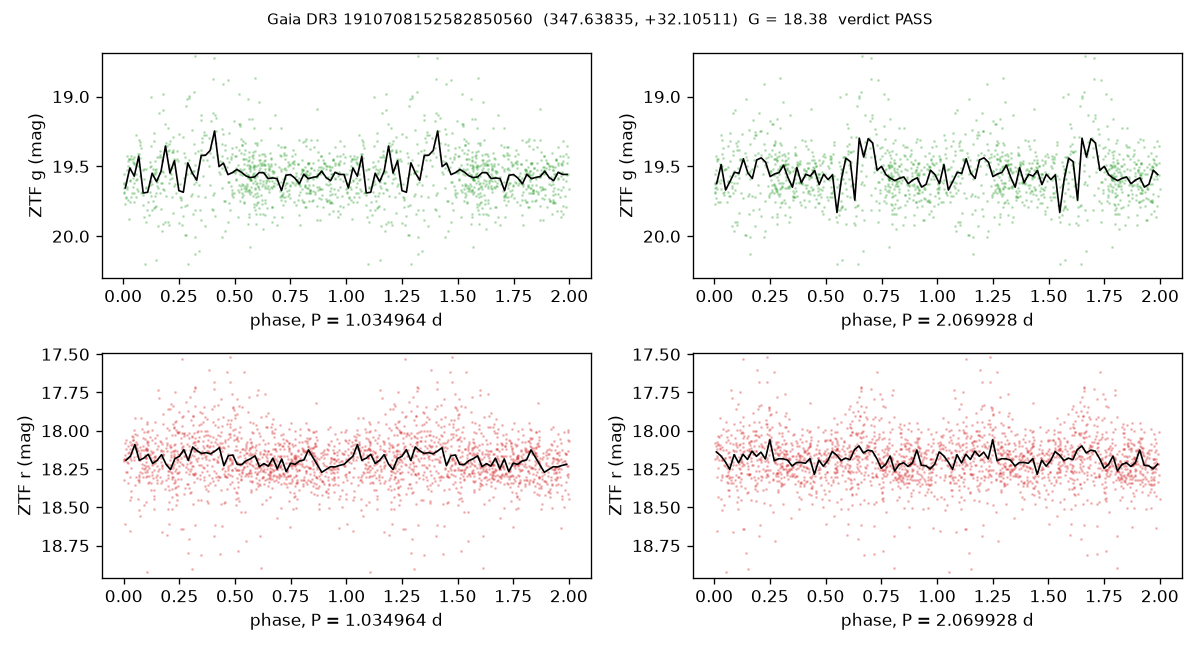 Gaia DR3 1910708152582850560 (347.63835, +32.10511) G = 18.38 verdict PASS
ZTF g (mag)
19.0
19.5
20.0
0.00 0.25 0.50 0.75 1.00 1.25 1.50 1.75 2.00
phase, P = 1.034964 d
ZTF g (mag)
19.0
19.5
20.0
0.00 0.25 0.50 0.75 1.00 1.25 1.50 1.75 2.00
phase, P = 2.069928 d
ZTF r (mag)
17.50
17.75
18.00
18.25
18.50
18.75
0.00 0.25 0.50 0.75 1.00 1.25 1.50 1.75 2.00
phase, P = 1.034964 d
ZTF r (mag)
17.50
17.75
18.00
18.25
18.50
18.75
0.00 0.25 0.50 0.75 1.00 1.25 1.50 1.75 2.00
phase, P = 2.069928 d